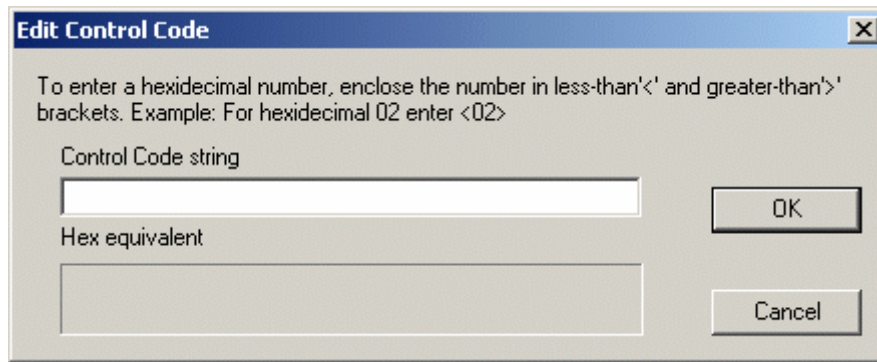 Edit Control Code
To enter a hexidecimal number, enclose the number in less-than'<' and greater-than'>'
brackets. Example: For hexidecimal 02 enter <02>
Control Code string
OK
Hex equivalent
Cancel